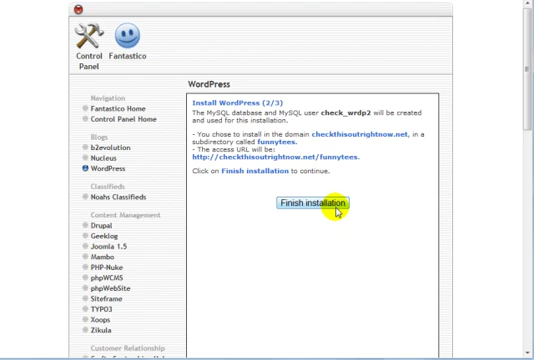 Control Panel
Fantastico
WordPress
Navigation
Fantastico Home
Control Panel Home
Blogs
b2evolution
Nucleus
WordPress
Classifieds
Noahs Classifieds
Content Management
Drupal
Geeklog
Joomla 1.5
Mambo
PHP-Nuke
phpWCMS
phpWebSite
Siteframe
TYPO3
Xoops
Zikula
Customer Relationship
Install WordPress (2/3)
The MySQL database and MySQL user check_wrdp2 will be created
and used for this installation.
- You chose to install in the domain checkthisoutrightnow.net, in a
subdirectory called funnytees.
- The access URL will be:
http://checkthisoutrightnow.net/funnytees.
Click on Finish installation to continue.
Finish installation